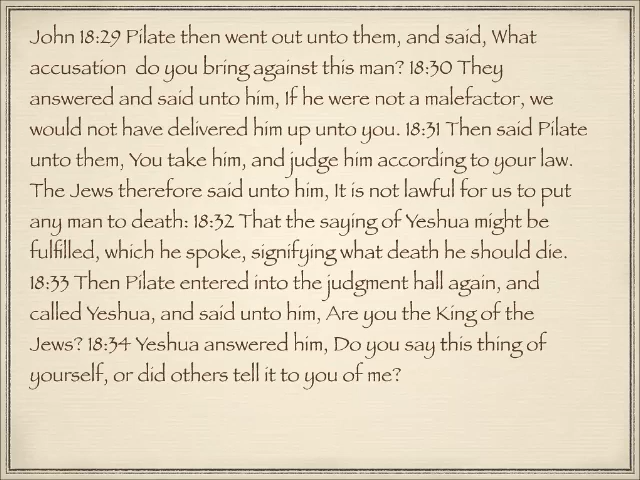 John 18:29 Pilate then went out unto them, and said, What
accusation  do you bring against this man? 18:30 They
answered and said unto him, If he were not a malefactor, we
would not have delivered him up unto you. 18:31 Then said Pilate
unto them, You take him, and judge him according to your law.
The Jews therefore said unto him, It is not lawful for us to put
any man to death: 18:32 That the saying of Yeshua might be
fulfilled, which he spoke, signifying what death he should die.
18:33 Then Pilate entered into the judgment hall again, and
called Yeshua, and said unto him, Are you the King of the
Jews? 18:34 Yeshua answered him, Do you say this thing of
yourself, or did others tell it to you of me?